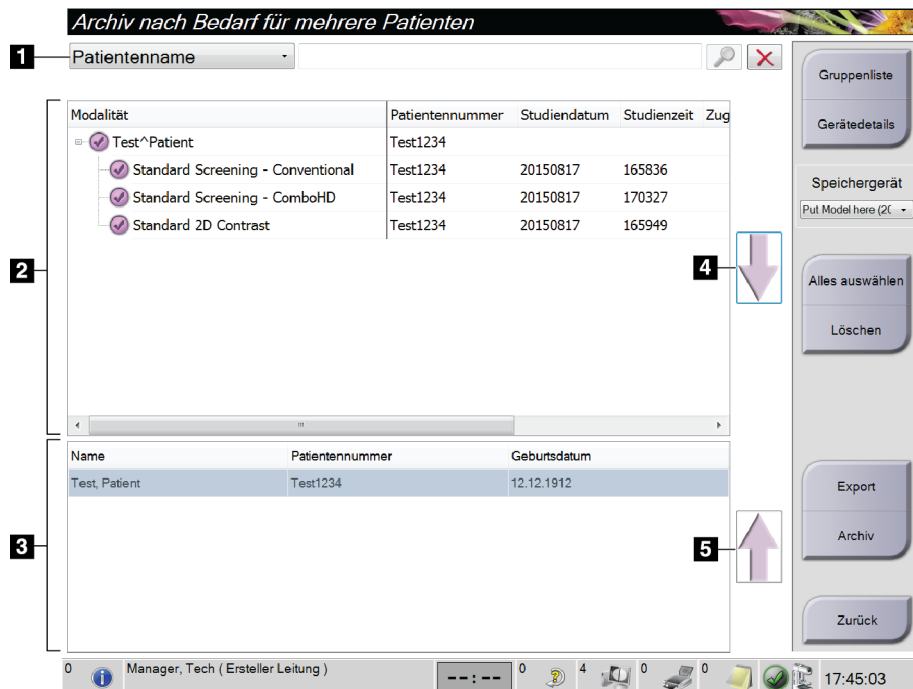 Archiv nach Bedarf für mehrere Patienten
1
Patientenname
Gruppenliste
Gerätedetails
Speichergerät
Put Model here (2(
Alles auswählen
Löschen
Export
Archiv
Zurück
2
Modalität Patientennummer Studiendatum Studienzeit Zug
Test^Patient Test1234
Standard Screening - Conventional Test1234 20150817 165836
Standard Screening - ComboHD Test1234 20150817 170327
Standard 2D Contrast Test1234 20150817 165949
4
3
Name Patientennummer Geburtsdatum
Test, Patient Test1234 12.12.1912
5
0 Manager, Tech ( Ersteller Leitung ) --:-- 0 4 0 0 17:45:03